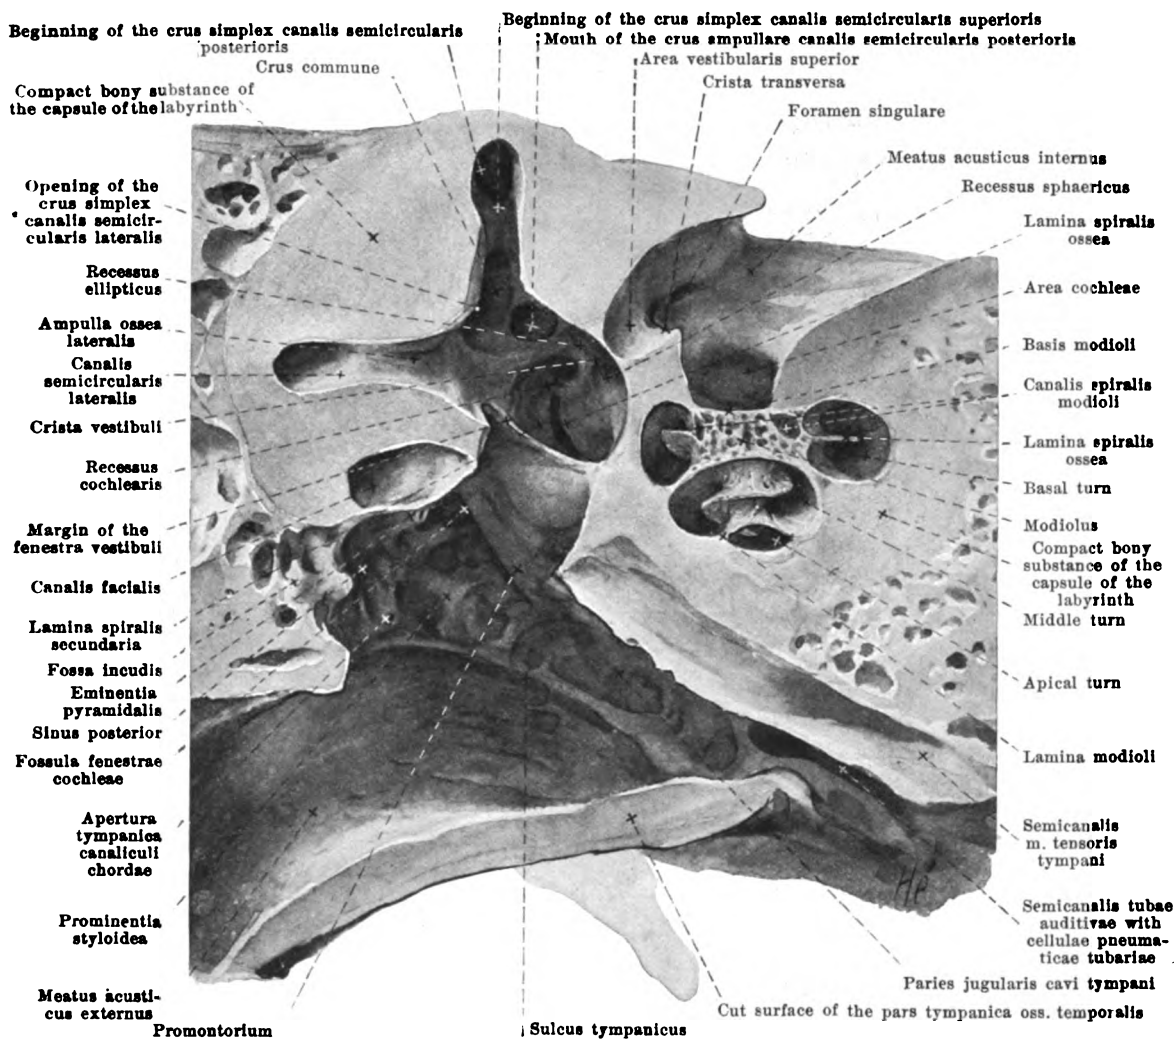 Beginning of the crus simplex canalis semicircularis superioris
Beginning of the crus simplex canalis semicircularis
posterioris
Mouth of the crus ampullare canalis semicircularis posterioris
Crus commune
Area vestibularis superior
Crista transversa
Compact bony substance of
the capsule of the labyrinth
Foramen singulare
Meatus acusticus internus
Recessus sphaericus
Opening of the
crus simplex
canalis semicir-
cularis lateralis
Lamina spiralis
ossea
Recessus
ellipticus
Area cochleae
Ampulla ossea
lateralis
Basis modioli
Canalis
semicircularis
lateralis
Canalis spiralis
modioli
Crista vestibuli
Lamina spiralis
ossea
Recessus
cochlearis
Basal turn
Margin of the
fenestra vestibuli
Modiolus
Compact bony
substance of the
capsule of the
labyrinth
Canalis facialis
Middle turn
Lamina spiralis
secundaria
Fossa incudis
Eminentia
pyramidalis
Apical turn
Sinus posterior
Fossula fenestrae
cochleae
Lamina modioli
Apertura
tympanica
canaliculi
chordae
Semicanalis
m. tensoris
tympani
Prominentia
styloidea
Semicanalis tubae
auditivae with
cellulae pneuma-
ticae tubariae
Paries jugularis cavi tympani
Meatus acusti-
cus externus
Cut surface of the pars tympanica oss. temporalis
Promontorium
Sulcus tympanicus